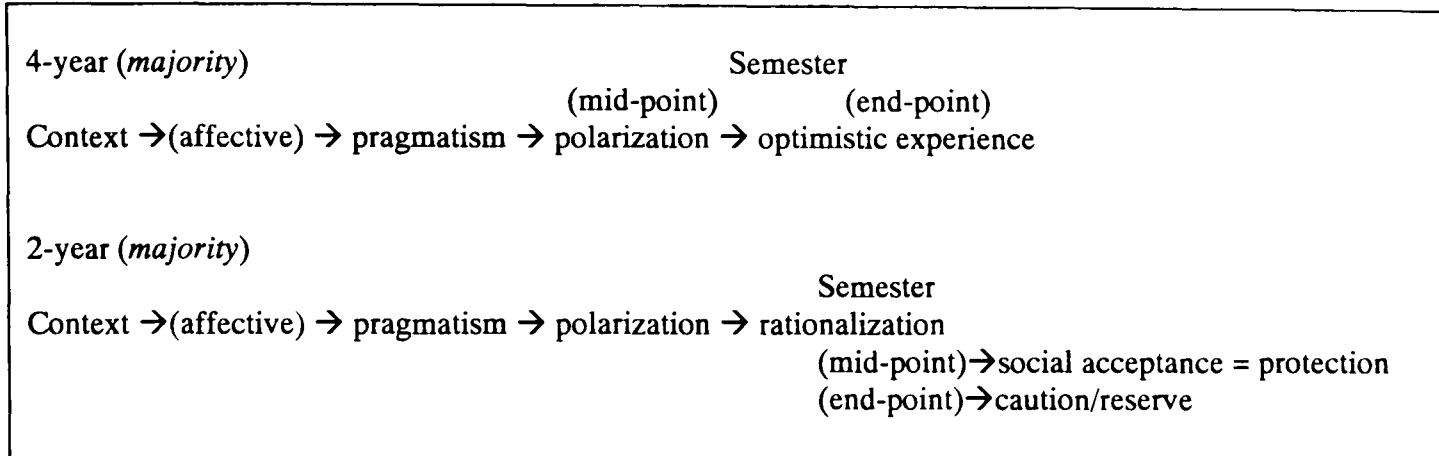 4-year (majority) Semester
(mid-point) (end-point)
Context →(affective) → pragmatism → polarization → optimistic experience
2-year (majority)
Semester
Context →(affective) → pragmatism → polarization → rationalization
(mid-point)→social acceptance = protection
(end-point)→caution/reserve